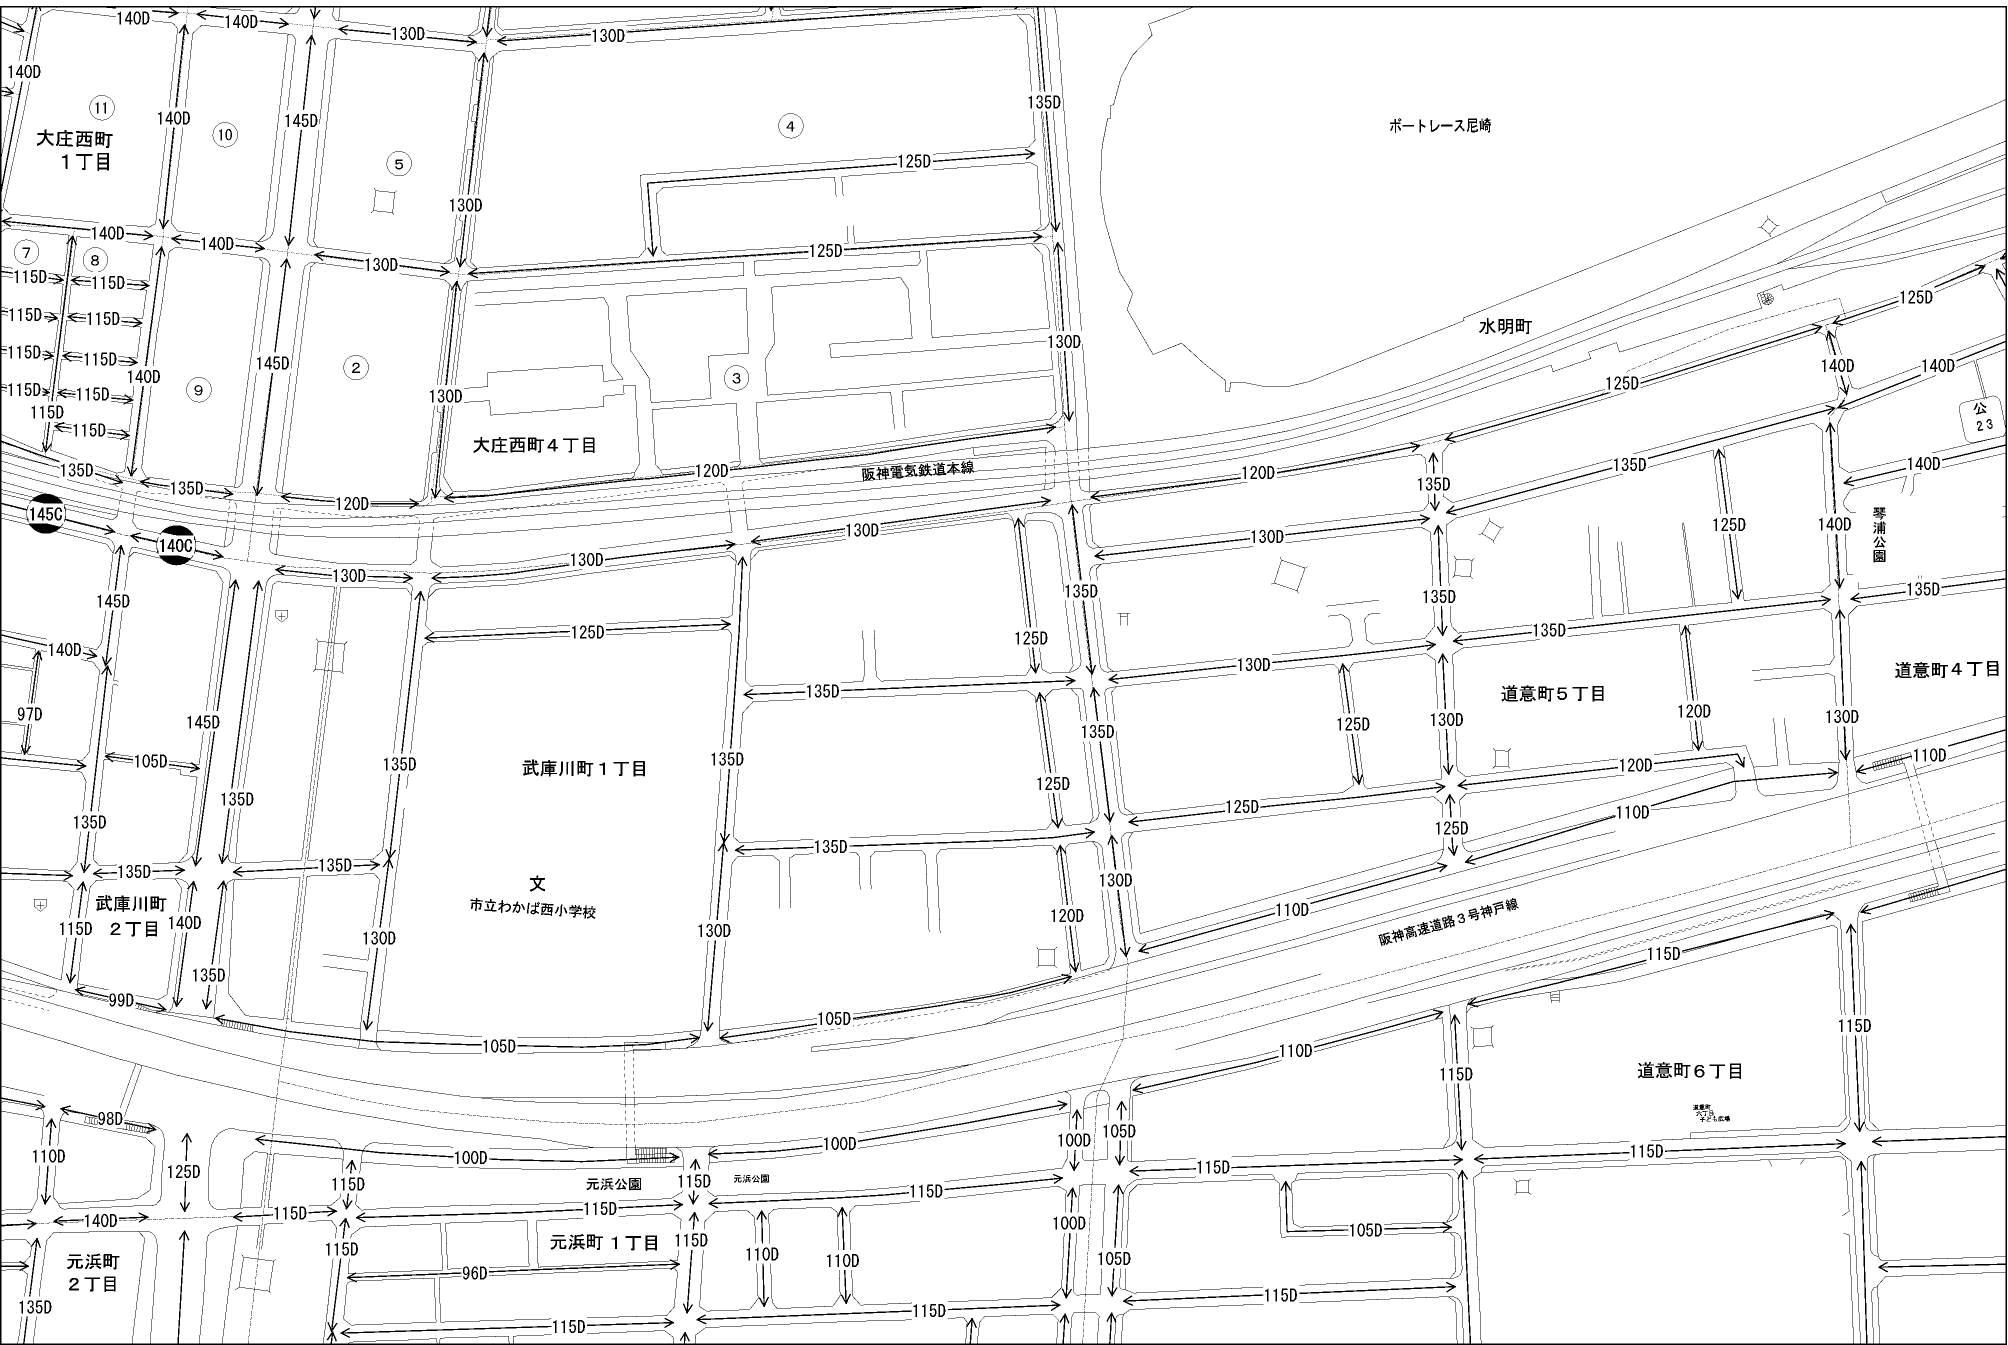 140D
140D
130D
130D
140D
⑪
140D
⑩
145D
④
135D
ボートレース尼崎
大庄西町
1丁目
⑤
125D
130D
140D
140D
130D
125D
⑦
⑧
115D
115D
125D
115D
115D
水明町
130D
115D
115D
145D
②
③
140D
140D
140D
125D
115D
115D
⑨
130D
公
23
115D
115D
大庄西町4丁目
135D
120D
阪神電気鉄道本線
120D
135D
140D
135D
135D
120D
145C
140C
130D
130D
125D
140D
琴浦公園
130D
130D
130D
145D
135D
135D
135D
125D
125D
135D
140D
130D
道意町4丁目
135D
97D
145D
125D
道意町5丁目
120D
130D
130D
135D
105D
135D
135D
武庫川町1丁目
125D
120D
110D
135D
125D
110D
135D
125D
135D
135D
135D
130D
文
市立わかば西小学校
武庫川町
2丁目
140D
115D
130D
130D
120D
110D
阪神高速道路3号神戸線
115D
135D
99D
105D
105D
115D
110D
115D
道意町6丁目
道意町
六丁目
子ども広場
98D
110D
125D
100D
100D
100D
105D
115D
115D
元浜公園
115D
元浜公園
115D
115D
140D
115D
115D
115D
100D
105D
元浜町
2丁目
115D
元浜町1丁目
115D
110D
110D
105D
96D
135D
115D
115D
115D